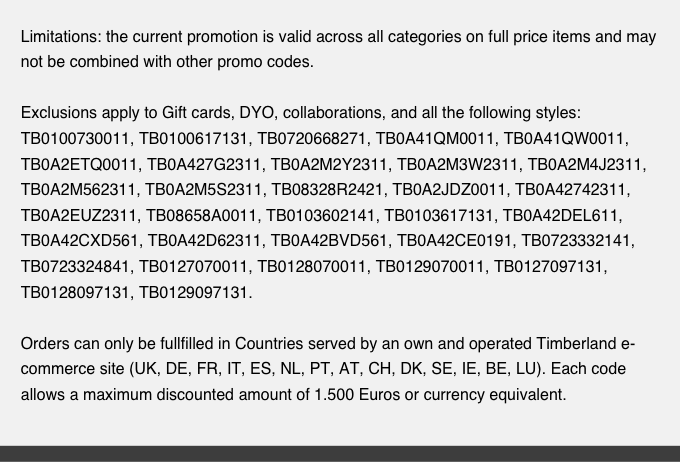 Limitations: the current promotion is valid across all categories on full price items and may
not be combined with other promo codes.
Exclusions apply to Gift cards, DYO, collaborations, and all the following styles:
TB0100730011, TB0100617131, TB0720668271, TB0A41QM0011, TB0A41QW0011,
TB0A2ETQ0011, TB0A427G2311, TB0A2M2Y2311, TB0A2M3W2311, TB0A2M4J2311,
TB0A2M562311, TB0A2M5S2311, TB08328R2421, TB0A2JDZ0011, TB0A42742311,
TB0A2EUZ2311, TB08658A0011, TB0103602141, TB0103617131, TB0A42DEL611,
TB0A42CXD561, TB0A42D62311, TB0A42BVD561, TB0A42CE0191, TB0723332141,
TB0723324841, TB0127070011, TB0128070011, TB0129070011, TB0127097131,
TB0128097131, TB0129097131.
Orders can only be fullfilled in Countries served by an own and operated Timberland e-
commerce site (UK, DE, FR, IT, ES, NL, PT, AT, CH, DK, SE, IE, BE, LU). Each code
allows a maximum discounted amount of 1.500 Euros or currency equivalent.